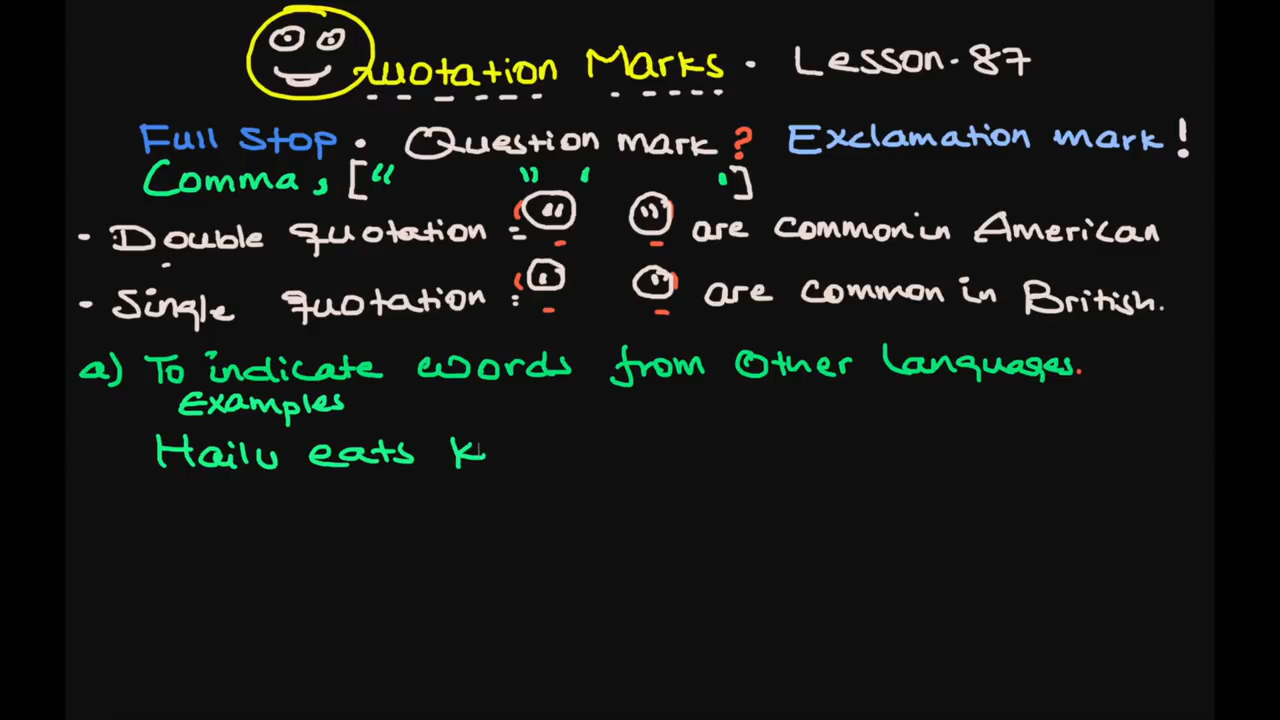 Quotation Marks. Lesson-87
Full Stop. Question mark ? Exclamation mark!
Comma, [“ ” ‘ ’]
- Double quotation = “ ” are common in American
- Single quotation = ‘ ’ are common in British.
a) To indicate words from other languages.
Examples
Hailu eats k